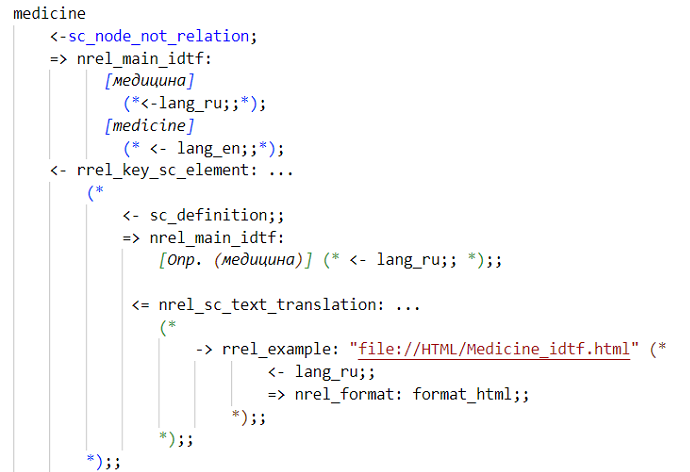 medicine
<-sc_node_not_relation;
=> nrel_main_idtf:
[медицина]
(*<-lang_ru;;*);
[medicine]
(* <- lang_en;;*);
<- rrel_key_sc_element: ...
(*
<- sc_definition;;
=> nrel_main_idtf:
[Опр. (медицина)] (* <- lang_ru;; *);;
<= nrel_sc_text_translation: ...
(*
-> rrel_example: "file://HTML/Medicine_idtf.html" (*
<- lang_ru;;
=> nrel_format: format_html;;
*);;
*);;
*);;